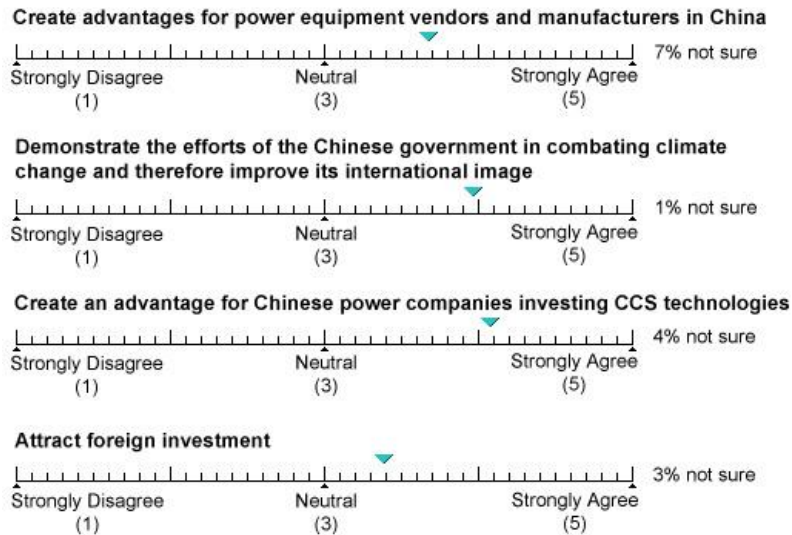 Create advantages for power equipment vendors and manufacturers in China
7% not sure
Strongly Disagree Neutral Strongly Agree
(1) (3) (5)
Demonstrate the efforts of the Chinese government in combating climate
change and therefore improve its international image
1% not sure
Strongly Disagree Neutral Strongly Agree
(1) (3) (5)
Create an advantage for Chinese power companies investing CCS technologies
4% not sure
Strongly Disagree Neutral Strongly Agree
(1) (3) (5)
Attract foreign investment
3% not sure
Strongly Disagree Neutral Strongly Agree
(1) (3) (5)